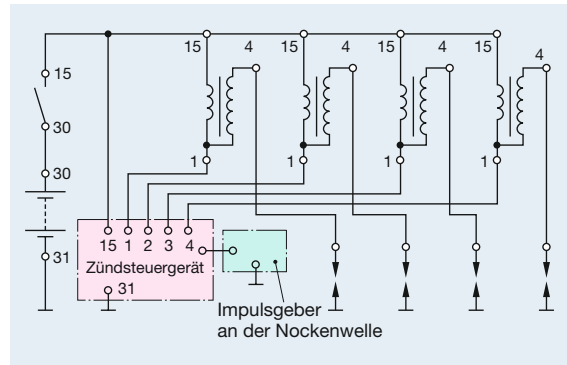 15 4 15 4 15 4 15 4
15
30
1 1 1 1
30
15 1 2 3 4
31
Zündsteuergerät
31
Impulsgeber
an der Nockenwelle